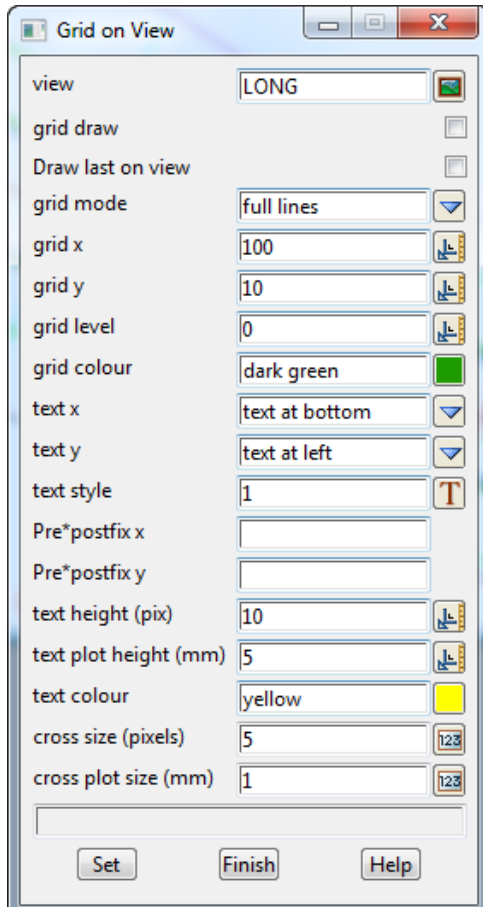 Grid on View
view LONG
grid draw
Draw last on view
grid mode full lines
grid x 100
grid y 10
grid level 0
grid colour dark green
text x text at bottom
text y text at left
text style 1 T
Pre*postfix x
Pre*postfix y
text height (pix) 10
text plot height (mm) 5
text colour yellow
cross size (pixels) 5 123
cross plot size (mm) 1 123
Set Finish Help